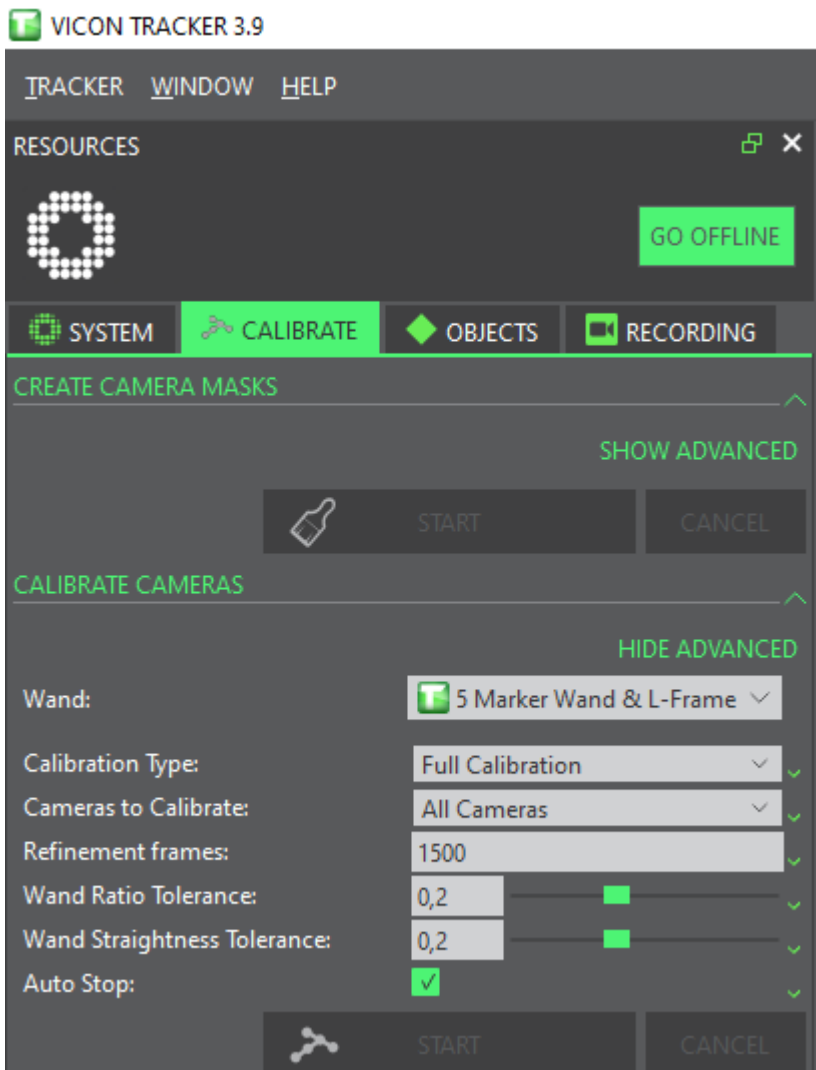 VICON TRACKER 3.9
TRACKER WINDOW HELP
RESOURCES
GO OFFLINE
SYSTEM CALIBRATE OBJECTS RECORDING
CREATE CAMERA MASKS
SHOW ADVANCED
START CANCEL
CALIBRATE CAMERAS
HIDE ADVANCED
Wand: 5 Marker Wand & L-Frame
Calibration Type: Full Calibration
Cameras to Calibrate: All Cameras
Refinement frames: 1500
Wand Ratio Tolerance: 0,2
Wand Straightness Tolerance: 0,2
Auto Stop:
START CANCEL